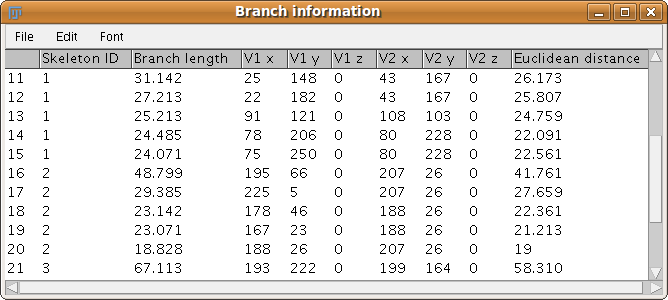 Branch information
File Edit Font
Skeleton ID Branch length V1 x V1 y V1 z V2 x V2 y V2 z Euclidean distance
11 1 31.142 25 148 0 43 167 0 26.173
12 1 27.213 22 182 0 43 167 0 25.807
13 1 25.213 91 121 0 108 103 0 24.759
14 1 24.485 78 206 0 80 228 0 22.091
15 1 24.071 75 250 0 80 228 0 22.561
16 2 48.799 195 66 0 207 26 0 41.761
17 2 29.385 225 5 0 207 26 0 27.659
18 2 23.142 178 46 0 188 26 0 22.361
19 2 23.071 167 23 0 188 26 0 21.213
20 2 18.828 188 26 0 207 26 0 19
21 3 67.113 193 222 0 199 164 0 58.310